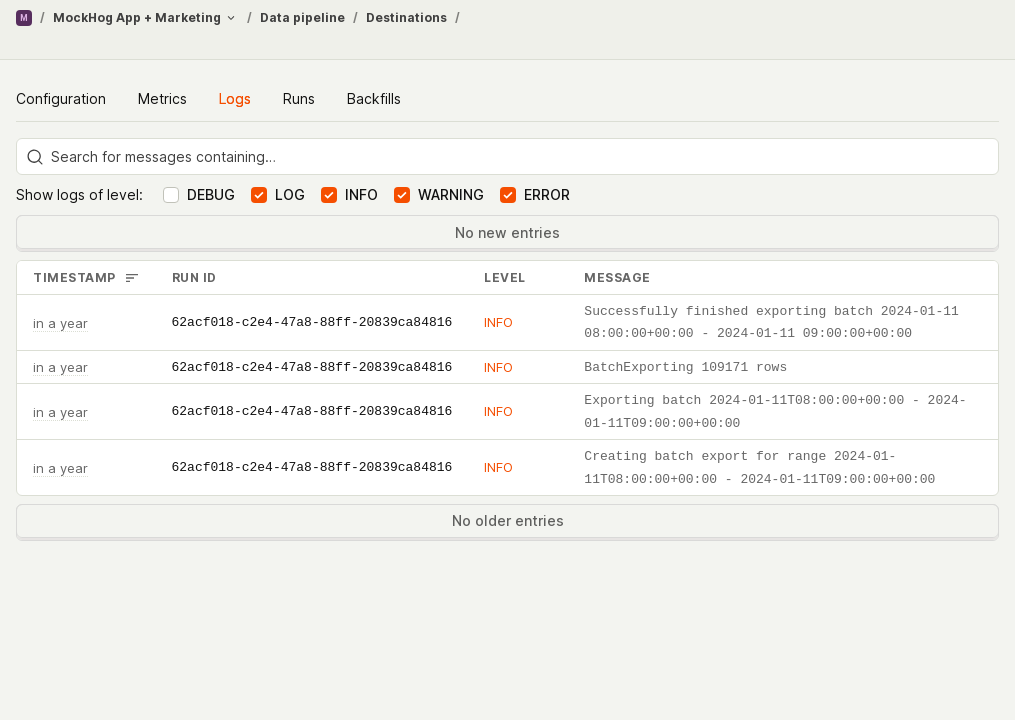 M / MockHog App + Marketing / Data pipeline / Destinations /
Configuration Metrics Logs Runs Backfills
Search for messages containing…
Show logs of level: DEBUG LOG INFO WARNING ERROR
No new entries
TIMESTAMP RUN ID LEVEL MESSAGE
in a year 62acf018-c2e4-47a8-88ff-20839ca84816 INFO Successfully finished exporting batch 2024-01-11
08:00:00+00:00 - 2024-01-11 09:00:00+00:00
in a year 62acf018-c2e4-47a8-88ff-20839ca84816 INFO BatchExporting 109171 rows
in a year 62acf018-c2e4-47a8-88ff-20839ca84816 INFO Exporting batch 2024-01-11T08:00:00+00:00 - 2024-
01-11T09:00:00+00:00
in a year 62acf018-c2e4-47a8-88ff-20839ca84816 INFO Creating batch export for range 2024-01-
11T08:00:00+00:00 - 2024-01-11T09:00:00+00:00
No older entries